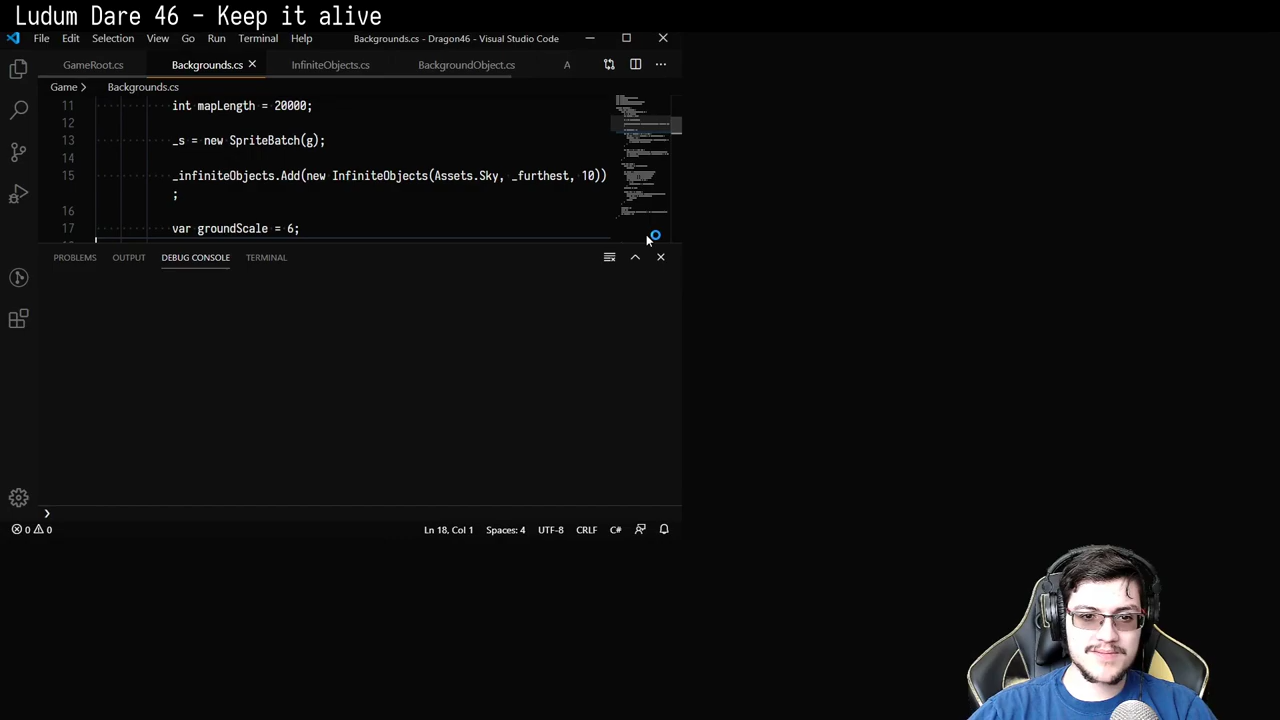 Ludum Dare 46 - Keep it alive
File Edit Selection View Go Run Terminal Help Backgrounds.cs - Dragon46 - Visual Studio Code
GameRoot.cs Backgrounds.cs InfiniteObjects.cs BackgroundObject.cs A
Game Backgrounds.cs
11 int mapLength = 20000;
12
13 _s = new SpriteBatch(g);
14
15 _infiniteObjects.Add(new InfiniteObjects(Assets.Sky, _furthest, 10))
;
16
17 var groundScale = 6;
PROBLEMS OUTPUT DEBUG CONSOLE TERMINAL
0 0 Ln 18, Col 1 Spaces: 4 UTF-8 CRLF C#